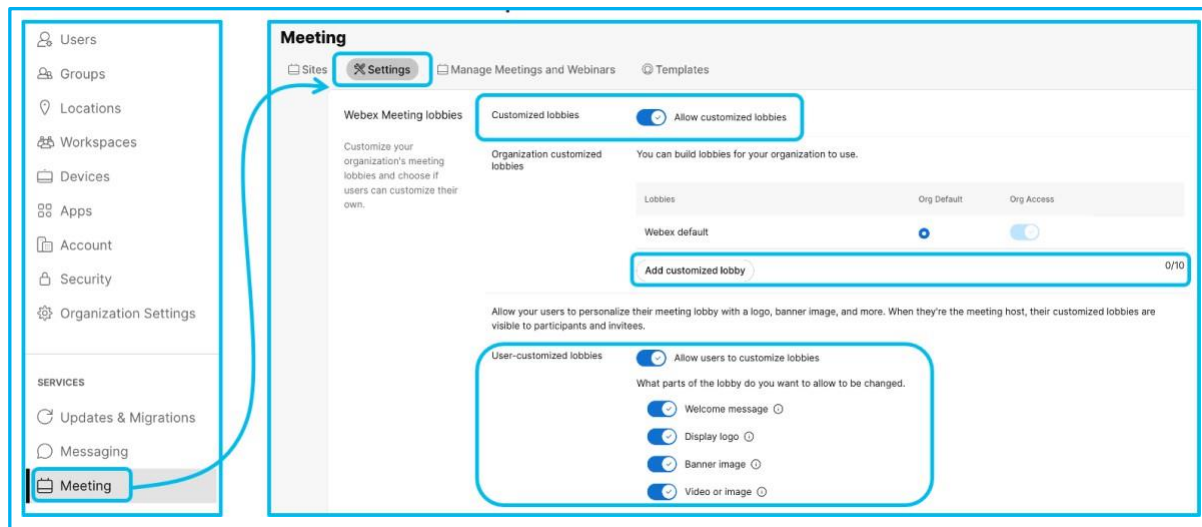 Users
Groups
Locations
Workspaces
Devices
Apps
Account
Security
Organization Settings
SERVICES
Updates & Migrations
Messaging
Meeting
Meeting
Sites
Settings
Manage Meetings and Webinars
Templates
Webex Meeting lobbies
Customize your
organization's meeting
lobbies and choose if
users can customize their
own.
Customized lobbies
Allow customized lobbies
Organization customized
lobbies
You can build lobbies for your organization to use.
Lobbies
Org Default
Org Access
Webex default
Add customized lobby
0/10
Allow your users to personalize their meeting lobby with a logo, banner image, and more. When they're the meeting host, their customized lobbies are
visible to participants and invitees.
User-customized lobbies
Allow users to customize lobbies
What parts of the lobby do you want to allow to be changed.
Welcome message
Display logo
Banner image
Video or image